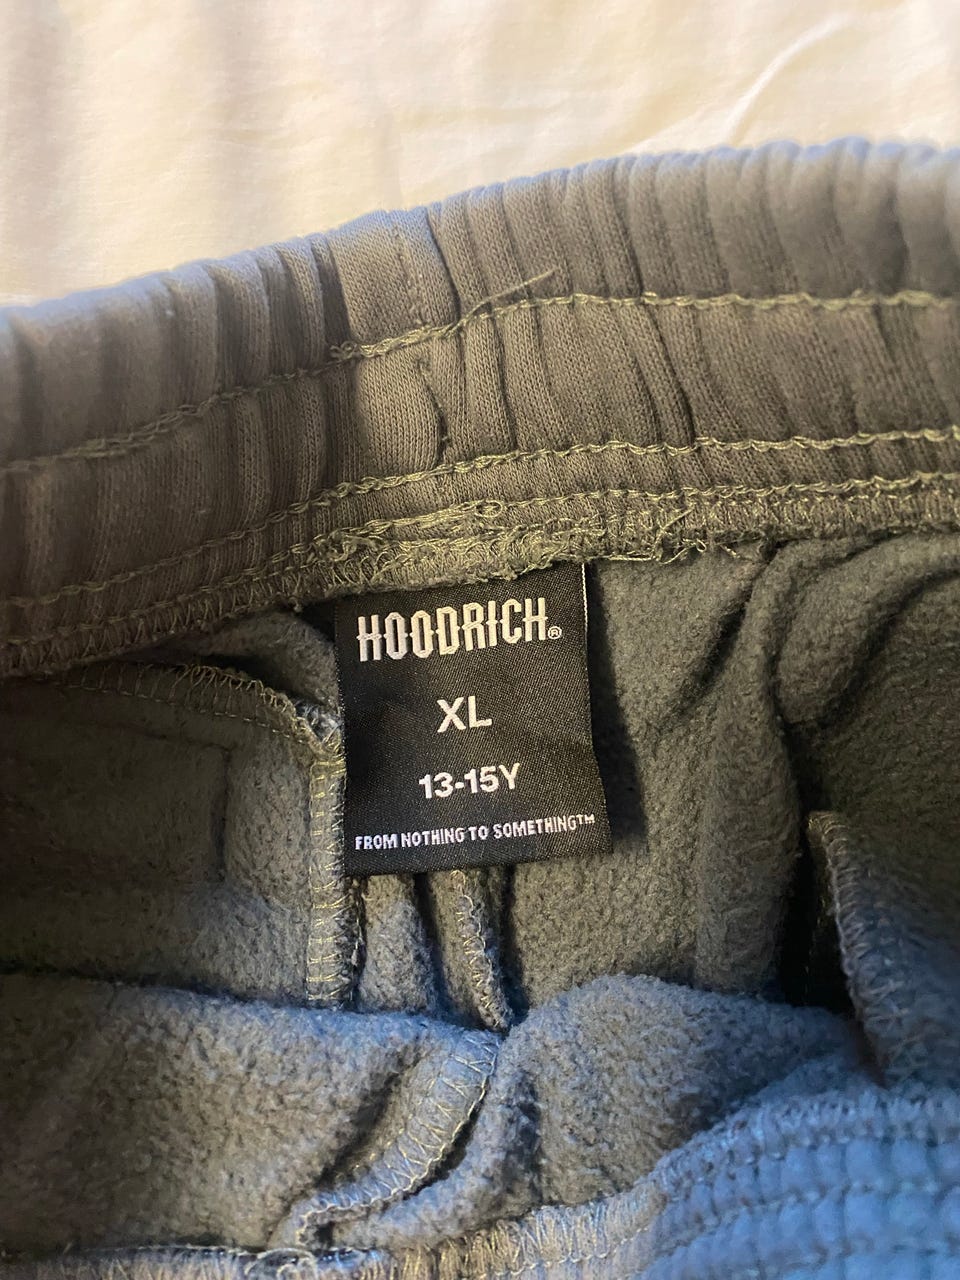 HOODRICH®
XL
13-15Y
FROM NOTHING TO SOMETHING™